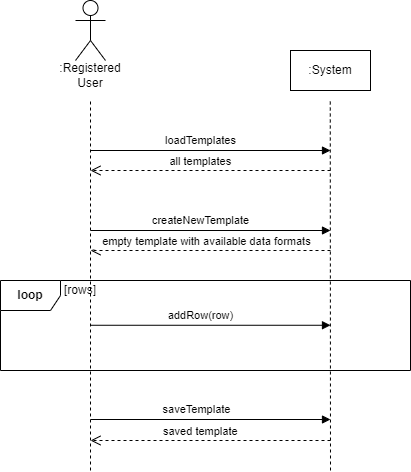 :Registered
User
:System
loadTemplates
all templates
createNewTemplate
empty template with available data formats
loop
[rows]
addRow(row)
saveTemplate
saved template